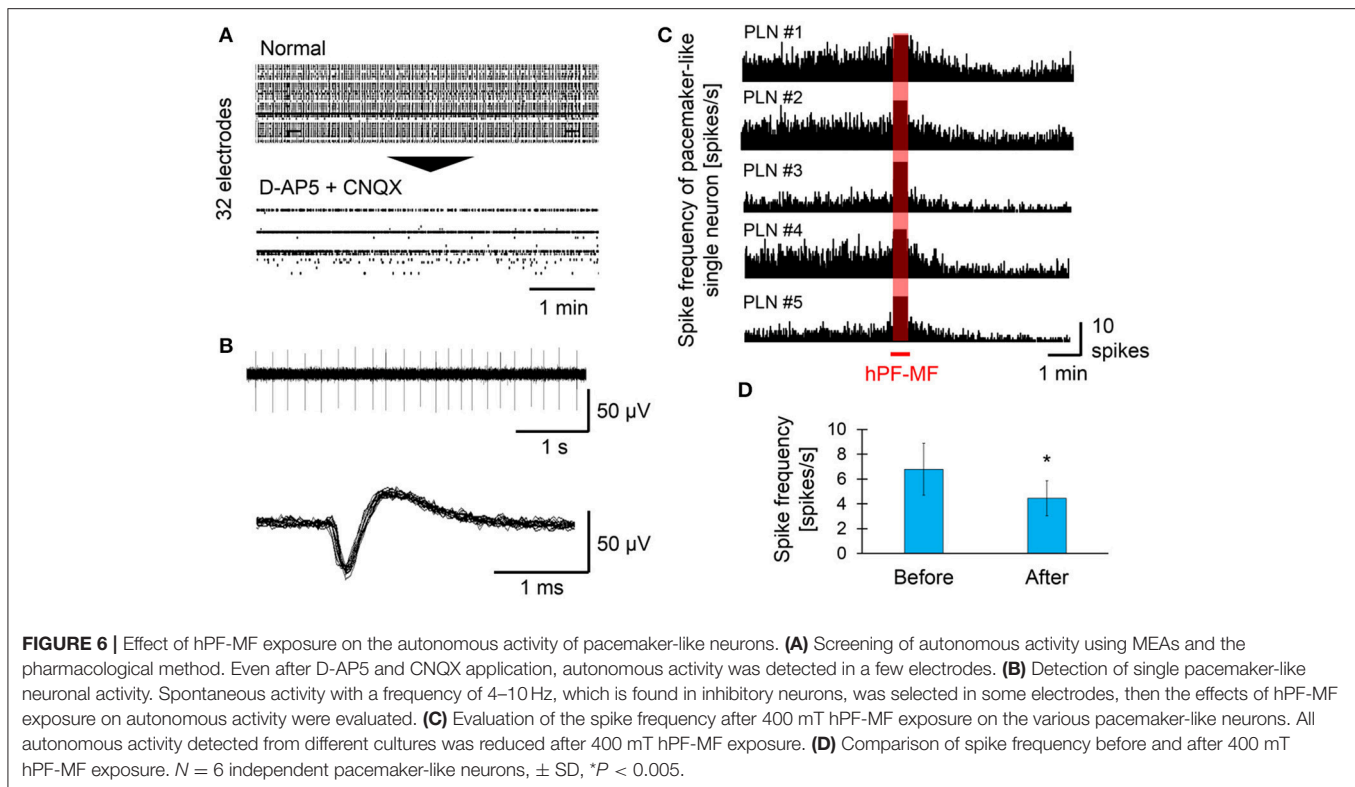 A
Normal
32 electrodes
D-AP5 + CNQX
1 min
B
50 μV
1 s
50 μV
1 ms
C
Spike frequency of pacemaker-like
single neuron [spikes/s]
PLN #1
PLN #2
PLN #3
PLN #4
PLN #5
10
spikes
1 min
hPF-MF
D
Spike frequency
[spikes/s]
10
8
6
4
2
0
*
Before
After
FIGURE 6 | Effect of hPF-MF exposure on the autonomous activity of pacemaker-like neurons. (A) Screening of autonomous activity using MEAs and the
pharmacological method. Even after D-AP5 and CNQX application, autonomous activity was detected in a few electrodes. (B) Detection of single pacemaker-like
neuronal activity. Spontaneous activity with a frequency of 4–10 Hz, which is found in inhibitory neurons, was selected in some electrodes, then the effects of hPF-MF
exposure on autonomous activity were evaluated. (C) Evaluation of the spike frequency after 400 mT hPF-MF exposure on the various pacemaker-like neurons. All
autonomous activity detected from different cultures was reduced after 400 mT hPF-MF exposure. (D) Comparison of spike frequency before and after 400 mT
hPF-MF exposure. N = 6 independent pacemaker-like neurons, ± SD, *P < 0.005.